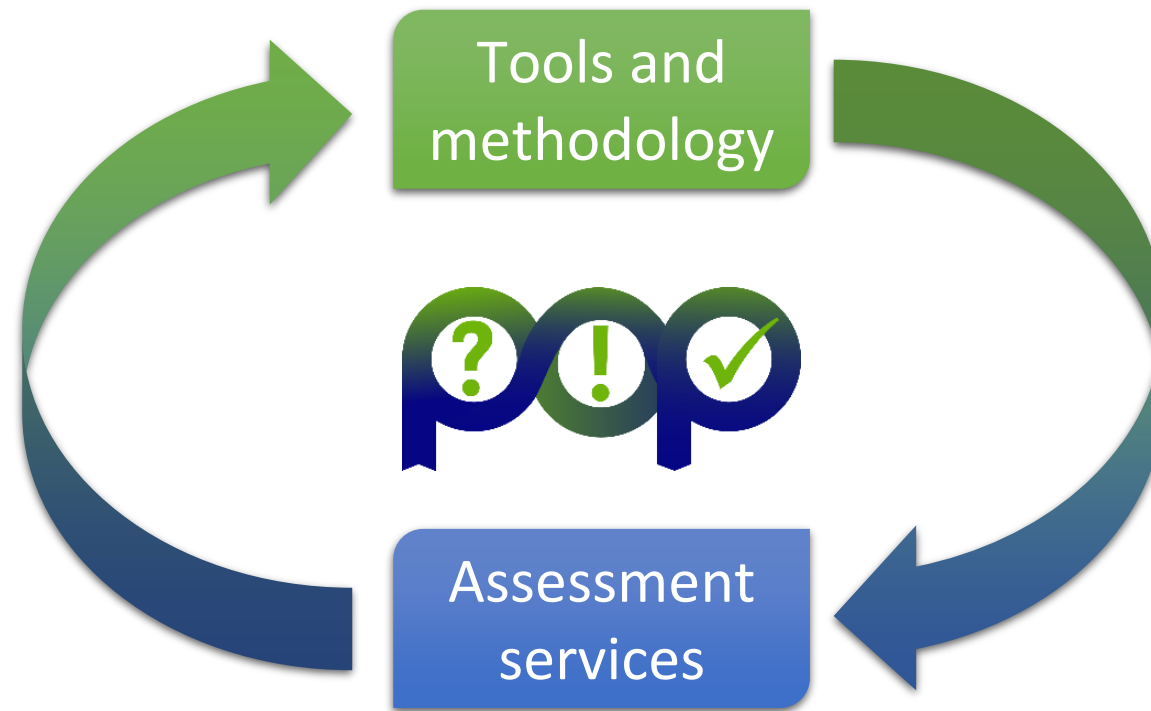 Tools and
methodology
pop
? ! ✓
Assessment
services